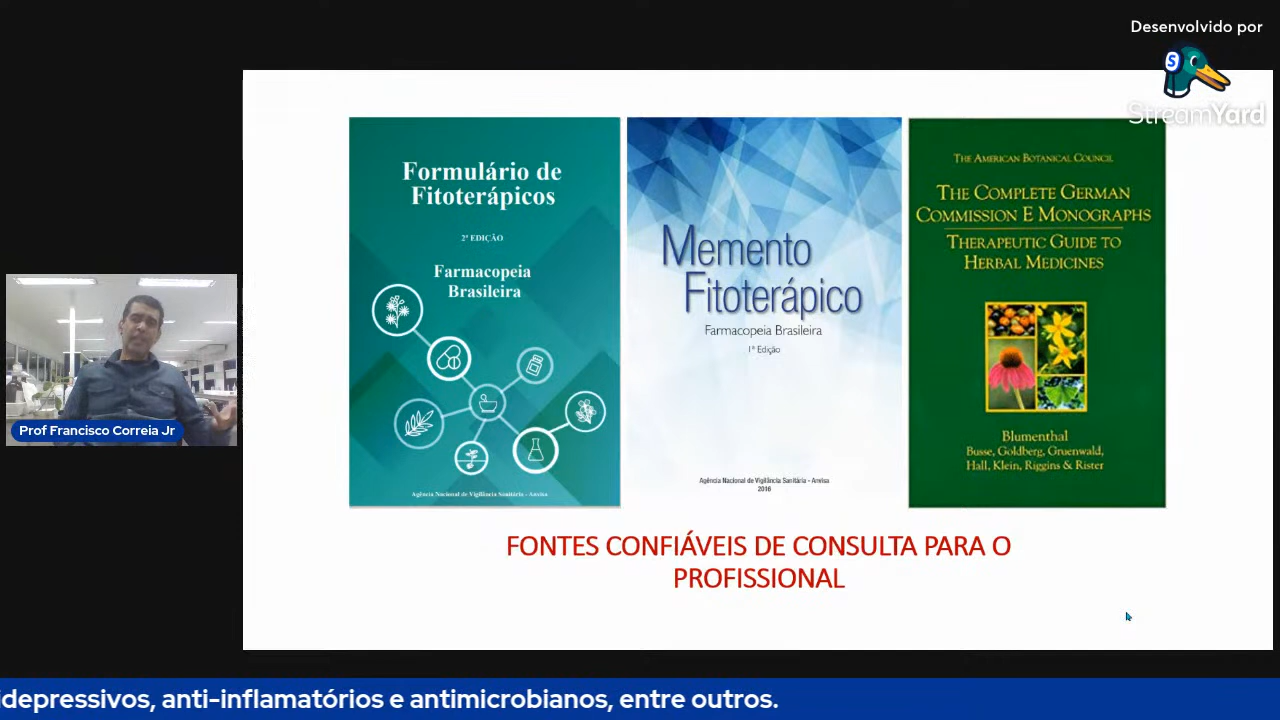 Desenvolvido por
StreamYard
Formulário de
Fitoterápicos
2ª EDIÇÃO
Farmacopeia
Brasileira
Agência Nacional de Vigilância Sanitária - Anvisa
Memento
Fitoterápico
Farmacopeia Brasileira
1ª Edição
Agência Nacional de Vigilância Sanitária - Anvisa
2016
THE AMERICAN BOTANICAL COUNCIL
THE COMPLETE GERMAN
COMMISSION E MONOGRAPHS
THERAPEUTIC GUIDE TO
HERBAL MEDICINES
Blumenthal
Busse, Goldberg, Gruenwald,
Hall, Klein, Riggins & Rister
Prof Francisco Correia Jr
FONTES CONFIÁVEIS DE CONSULTA PARA O
PROFISSIONAL
idepressivos, anti-inflamatórios e antimicrobianos, entre outros.